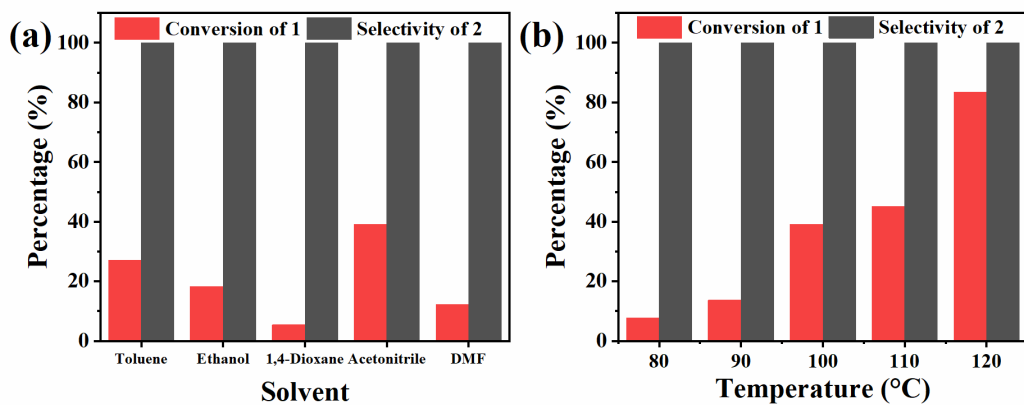 (a)
Conversion of 1
Selectivity of 2
Percentage (%)
100
80
60
40
20
0
Toluene
Ethanol
1,4-Dioxane
Acetonitrile
DMF
Solvent
(b)
Conversion of 1
Selectivity of 2
Percentage (%)
100
80
60
40
20
0
80
90
100
110
120
Temperature (°C)